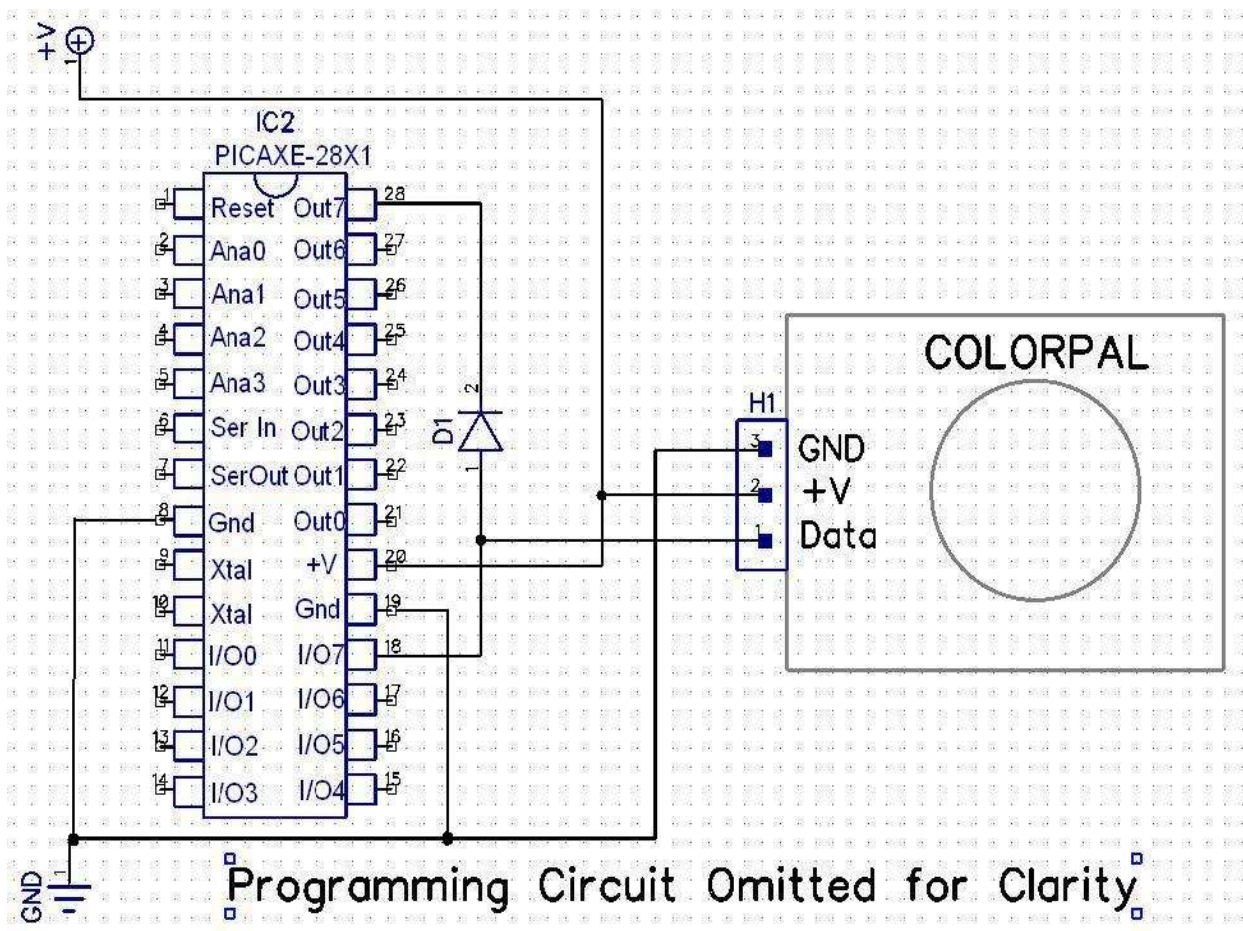 +V
1
IC2
PICAXE-28X1
1 Reset Out7 28
2 Ana0 Out6 27
3 Ana1 Out5 26
4 Ana2 Out4 25
5 Ana3 Out3 24
6 Ser In Out2 23
7 SerOut Out1 22
8 Gnd Out0 21
9 Xtal +V 20
10 Xtal Gnd 19
11 I/O0 I/O7 18
12 I/O1 I/O6 17
13 I/O2 I/O5 16
14 I/O3 I/O4 15
2
D1
1
COLORPAL
H1
3 GND
2 +V
1 Data
GND
1
Programming Circuit Omitted for Clarity